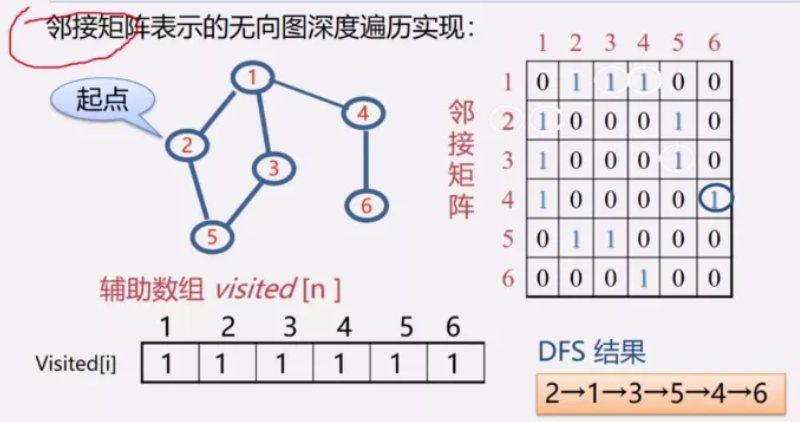 邻接矩阵表示的无向图深度遍历实现：
起点
1
2
3
4
5
6
邻接矩阵
1 2 3 4 5 6
1 0 1 1 1 0 0
2 1 0 0 0 1 0
3 1 0 0 0 1 0
4 1 0 0 0 0 1
5 0 1 1 0 0 0
6 0 0 0 1 0 0
辅助数组 visited [n ]
1 2 3 4 5 6
Visited[i] 1 1 1 1 1 1
DFS 结果
2→1→3→5→4→6